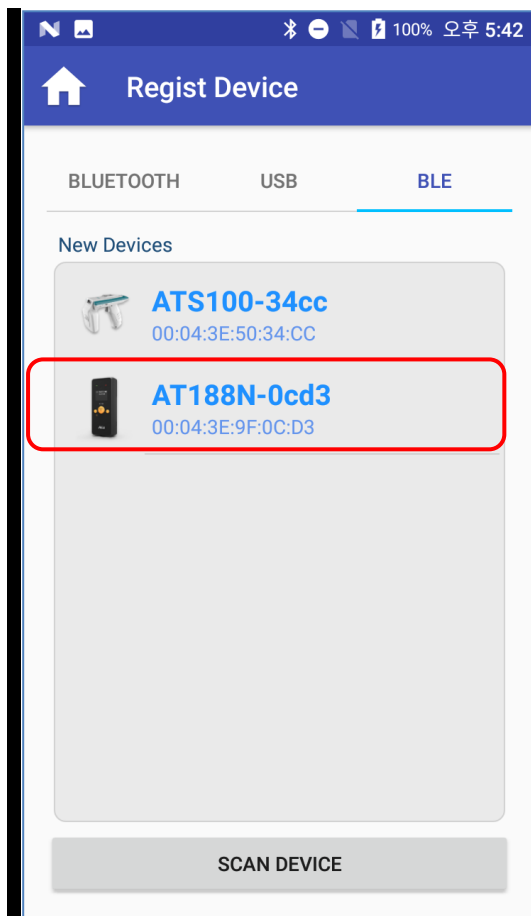 100% 오후 5:42
Regist Device
BLUETOOTH USB BLE
New Devices
ATS100-34cc
00:04:3E:50:34:CC
AT188N-0cd3
00:04:3E:9F:0C:D3
SCAN DEVICE